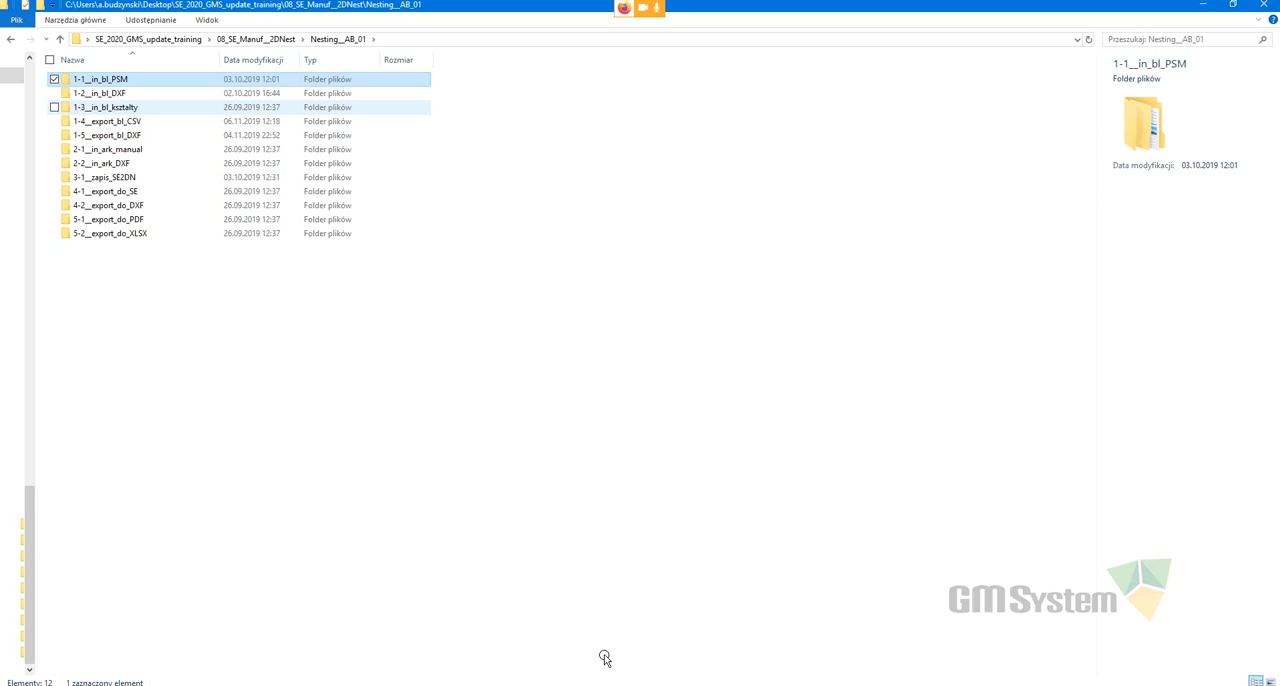 C:\Users\a.budzynski\Desktop\SE_2020_GMS_update_training\08_SE_Manuf__2DNest\Nesting__AB_01
Plik Narzędzia główne Udostępnianie Widok
SE_2020_GMS_update_training › 08_SE_Manuf__2DNest › Nesting__AB_01 › Przeszukaj: Nesting__AB_01
Nazwa Data modyfikacji Typ Rozmiar
1-1__in_bl_PSM 03.10.2019 12:01 Folder plików
1-2__in_bl_DXF 02.10.2019 16:44 Folder plików
1-3__in_bl_ksztalty 26.09.2019 12:37 Folder plików
1-4__export_bl_CSV 06.11.2019 12:18 Folder plików
1-5__export_bl_DXF 04.11.2019 22:52 Folder plików
2-1__in_ark_manual 26.09.2019 12:37 Folder plików
2-2__in_ark_DXF 26.09.2019 12:37 Folder plików
3-1__zapis_SE2DN 03.10.2019 12:31 Folder plików
4-1__export_do_SE 26.09.2019 12:37 Folder plików
4-2__export_do_DXF 26.09.2019 12:37 Folder plików
5-1__export_do_PDF 26.09.2019 12:37 Folder plików
5-2__export_do_XLSX 26.09.2019 12:37 Folder plików
1-1__in_bl_PSM
Folder plików
Data modyfikacji: 03.10.2019 12:01
GM System
Elementy: 12 1 zaznaczony element